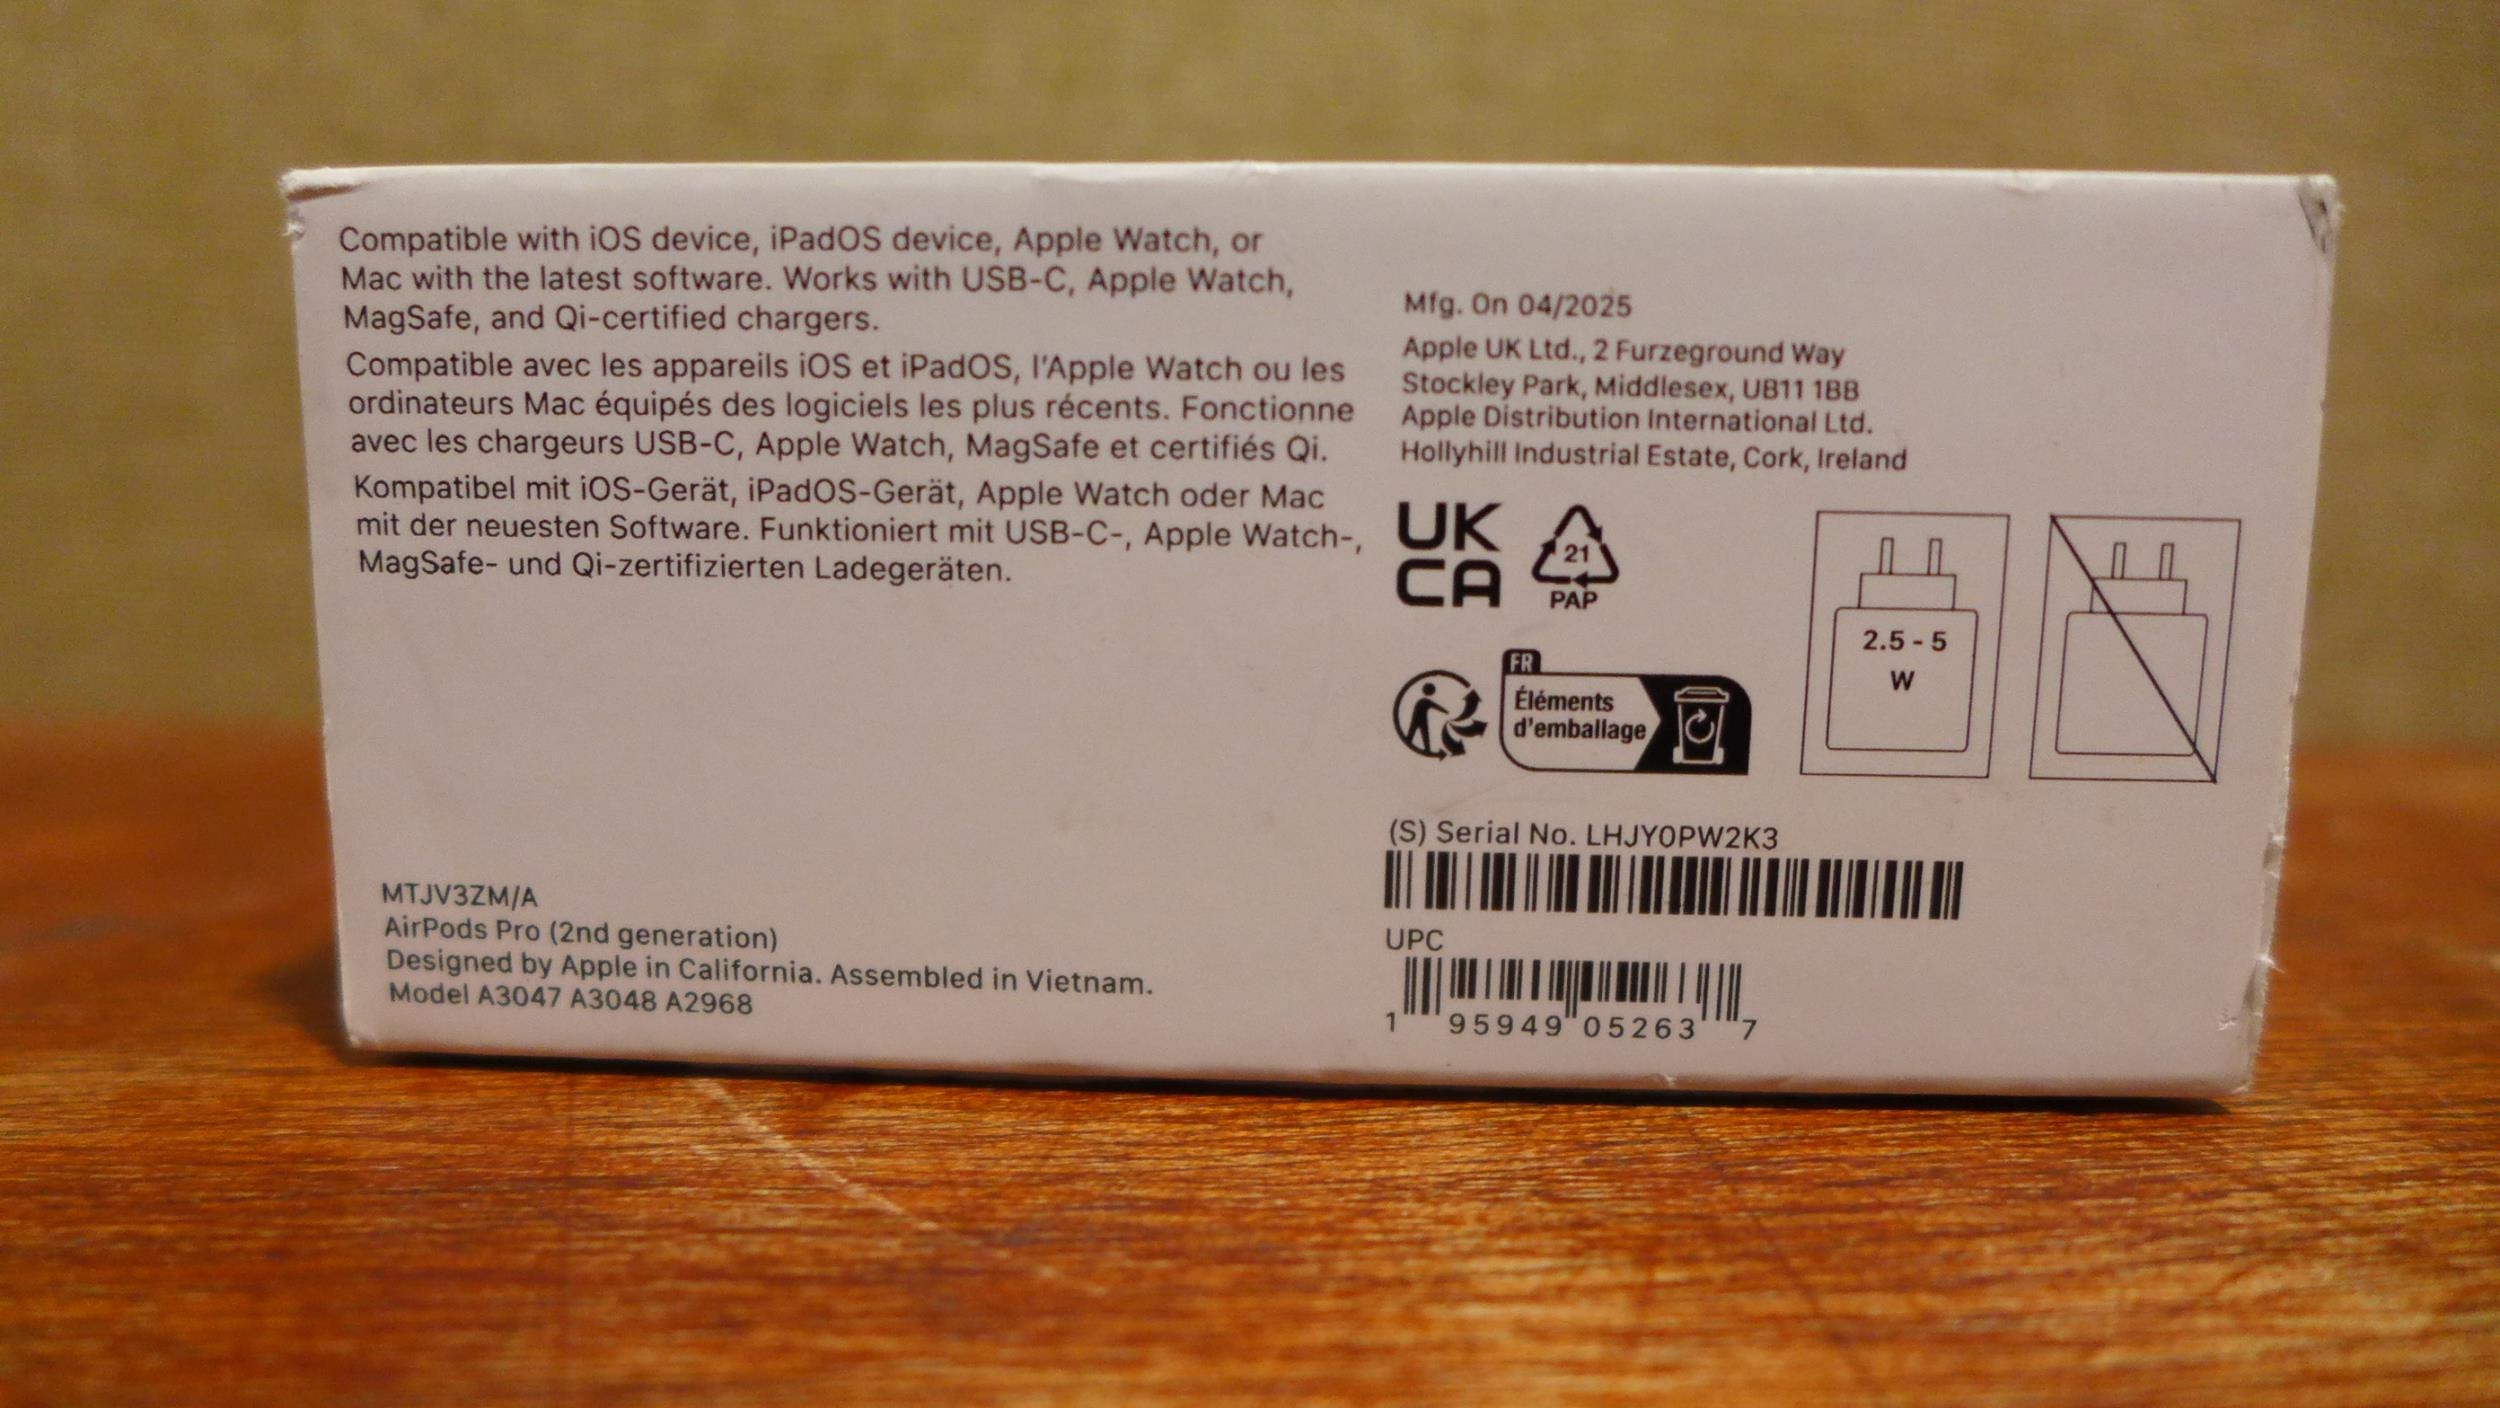 Compatible with iOS device, iPadOS device, Apple Watch, or
Mac with the latest software. Works with USB-C, Apple Watch,
MagSafe, and Qi-certified chargers.
Compatible avec les appareils iOS et iPadOS, l'Apple Watch ou les
ordinateurs Mac équipés des logiciels les plus récents. Fonctionne
avec les chargeurs USB-C, Apple Watch, MagSafe et certifiés Qi.
Kompatibel mit iOS-Gerät, iPadOS-Gerät, Apple Watch oder Mac
mit der neuesten Software. Funktioniert mit USB-C-, Apple Watch-,
MagSafe- und Qi-zertifizierten Ladegeräten.
MTJV3ZM/A
AirPods Pro (2nd generation)
Designed by Apple in California. Assembled in Vietnam.
Model A3047 A3048 A2968
Mfg. On 04/2025
Apple UK Ltd., 2 Furzeground Way
Stockley Park, Middlesex, UB11 1BB
Apple Distribution International Ltd.
Hollyhill Industrial Estate, Cork, Ireland
UK
CA
21
PAP
FR
Éléments
d'emballage
2.5 - 5
W
(S) Serial No. LHJY0PW2K3
UPC
1 95949 05263 7